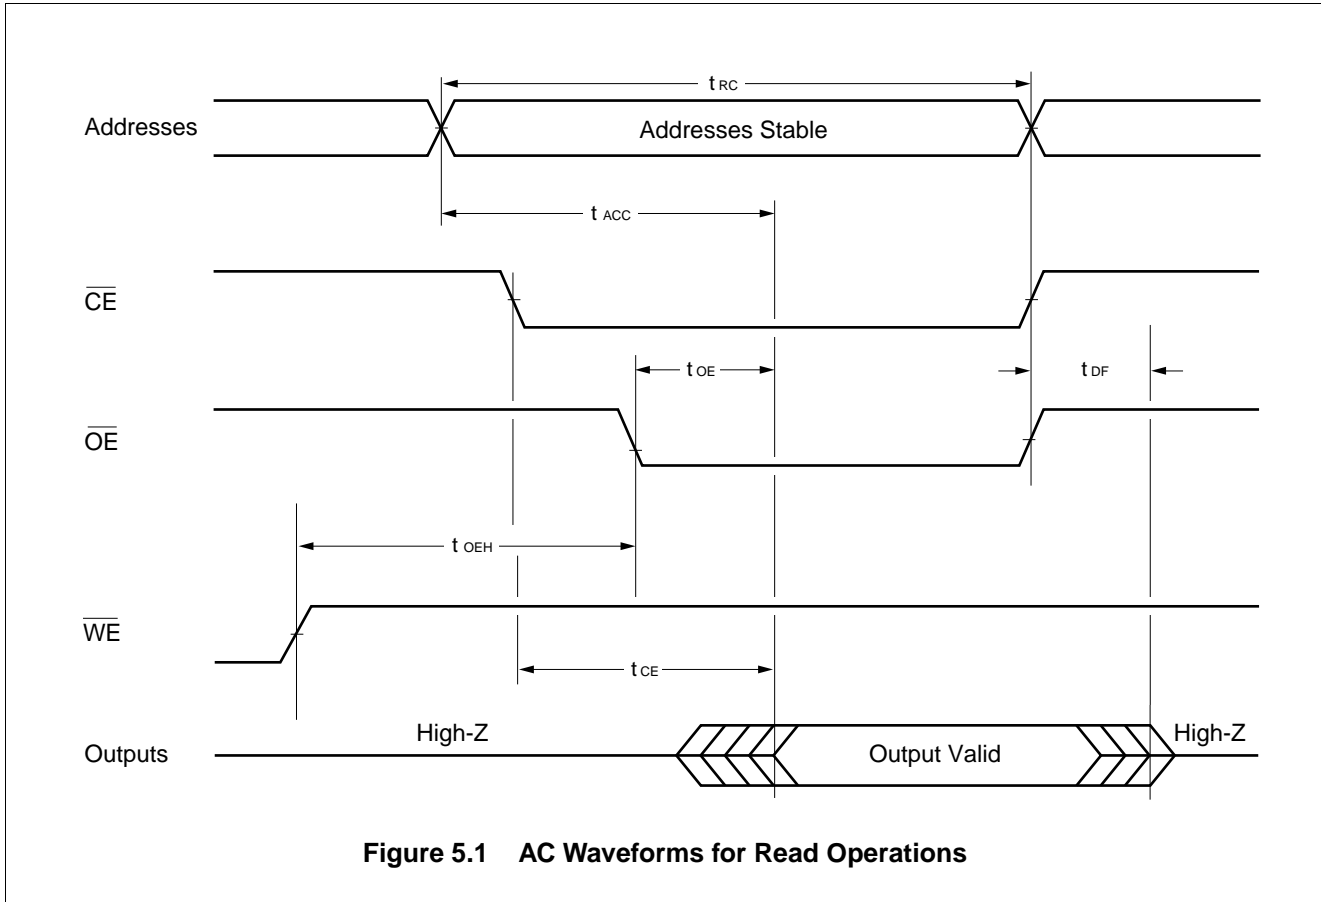 t RC
Addresses
Addresses Stable
t ACC
CE
t OE
t DF
OE
t OEH
WE
t CE
High-Z
High-Z
Outputs
Output Valid
Figure 5.1 AC Waveforms for Read Operations